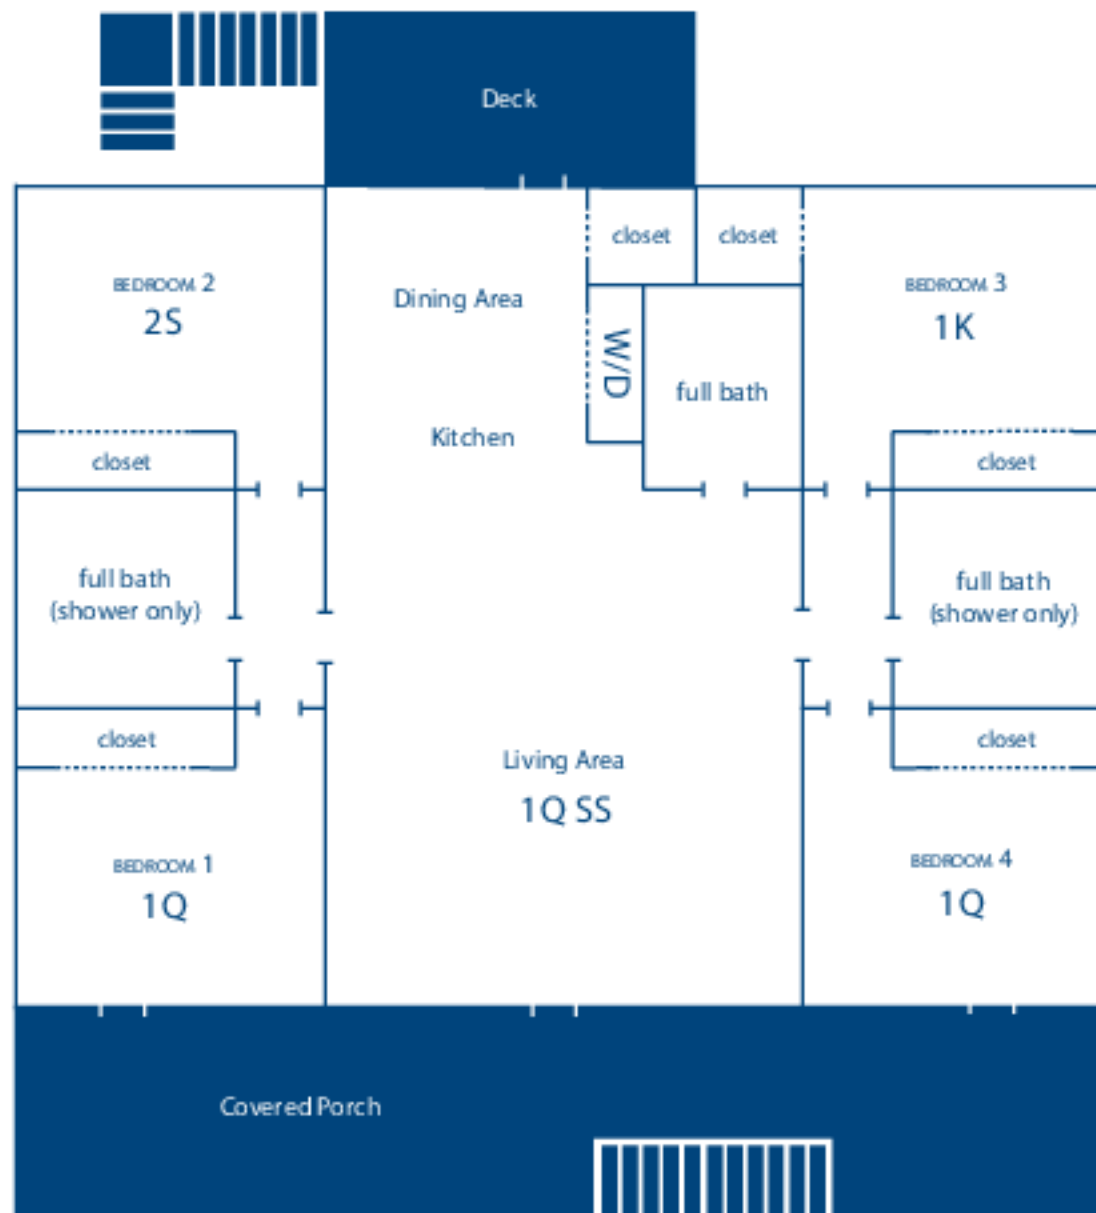 Deck
closet
closet
BEDROOM 2
2S
Dining Area
BEDROOM 3
1K
W/D
full bath
Kitchen
closet
closet
full bath
(shower only)
full bath
(shower only)
closet
closet
Living Area
1Q SS
BEDROOM 1
1Q
BEDROOM 4
1Q
Covered Porch